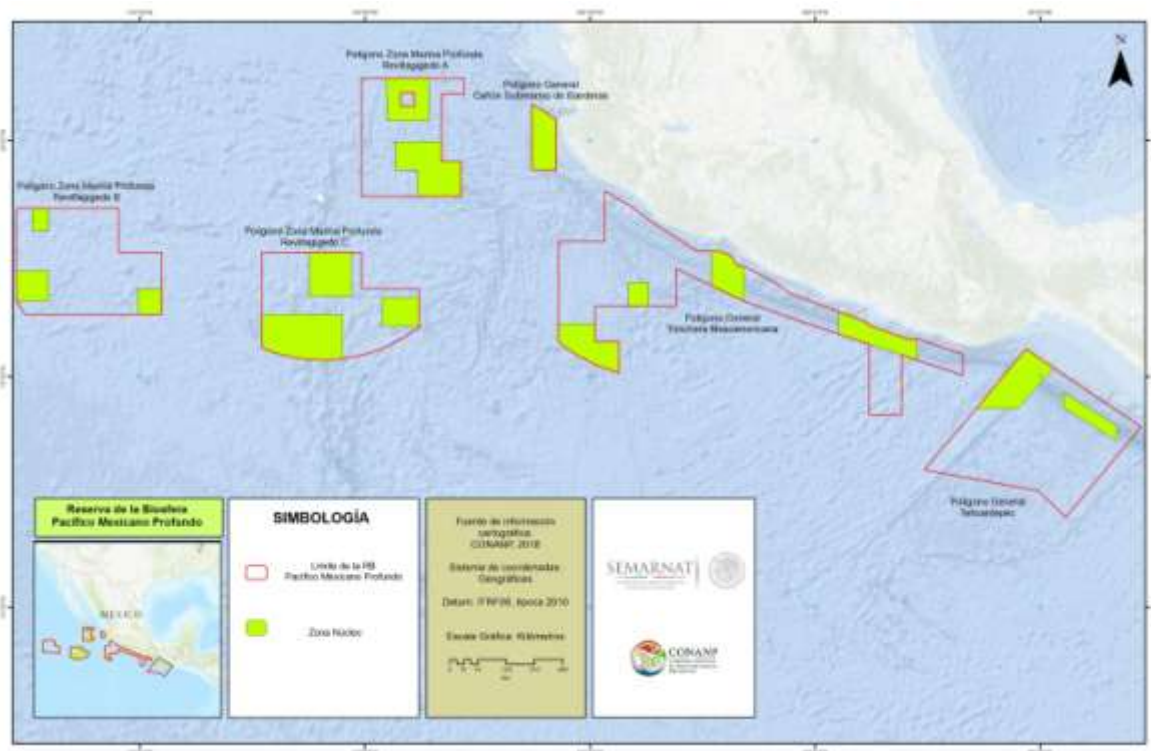 N
Polígono Zona Marina Profunda
Revillagigedo A
Polígono General
Cañón Submarino de Banderas
Polígono Zona Marina Profunda
Revillagigedo B
Polígono Zona Marina Profunda
Revillagigedo C
Polígono General
Trinchera Mesoamericana
Polígono General
Tehuantepec
Reserva de la Biosfera
Pacífico Mexicano Profundo
MÉXICO
SIMBOLOGÍA
Límite de la RB
Pacífico Mexicano Profundo
Zona Núcleo
Fuente de información
cartográfica:
CONANP, 2016
Sistema de coordenadas
Geográficas
Datum: ITRF08, época 2010
Escala Gráfica: Kilómetros
SEMARNAT
CONANP